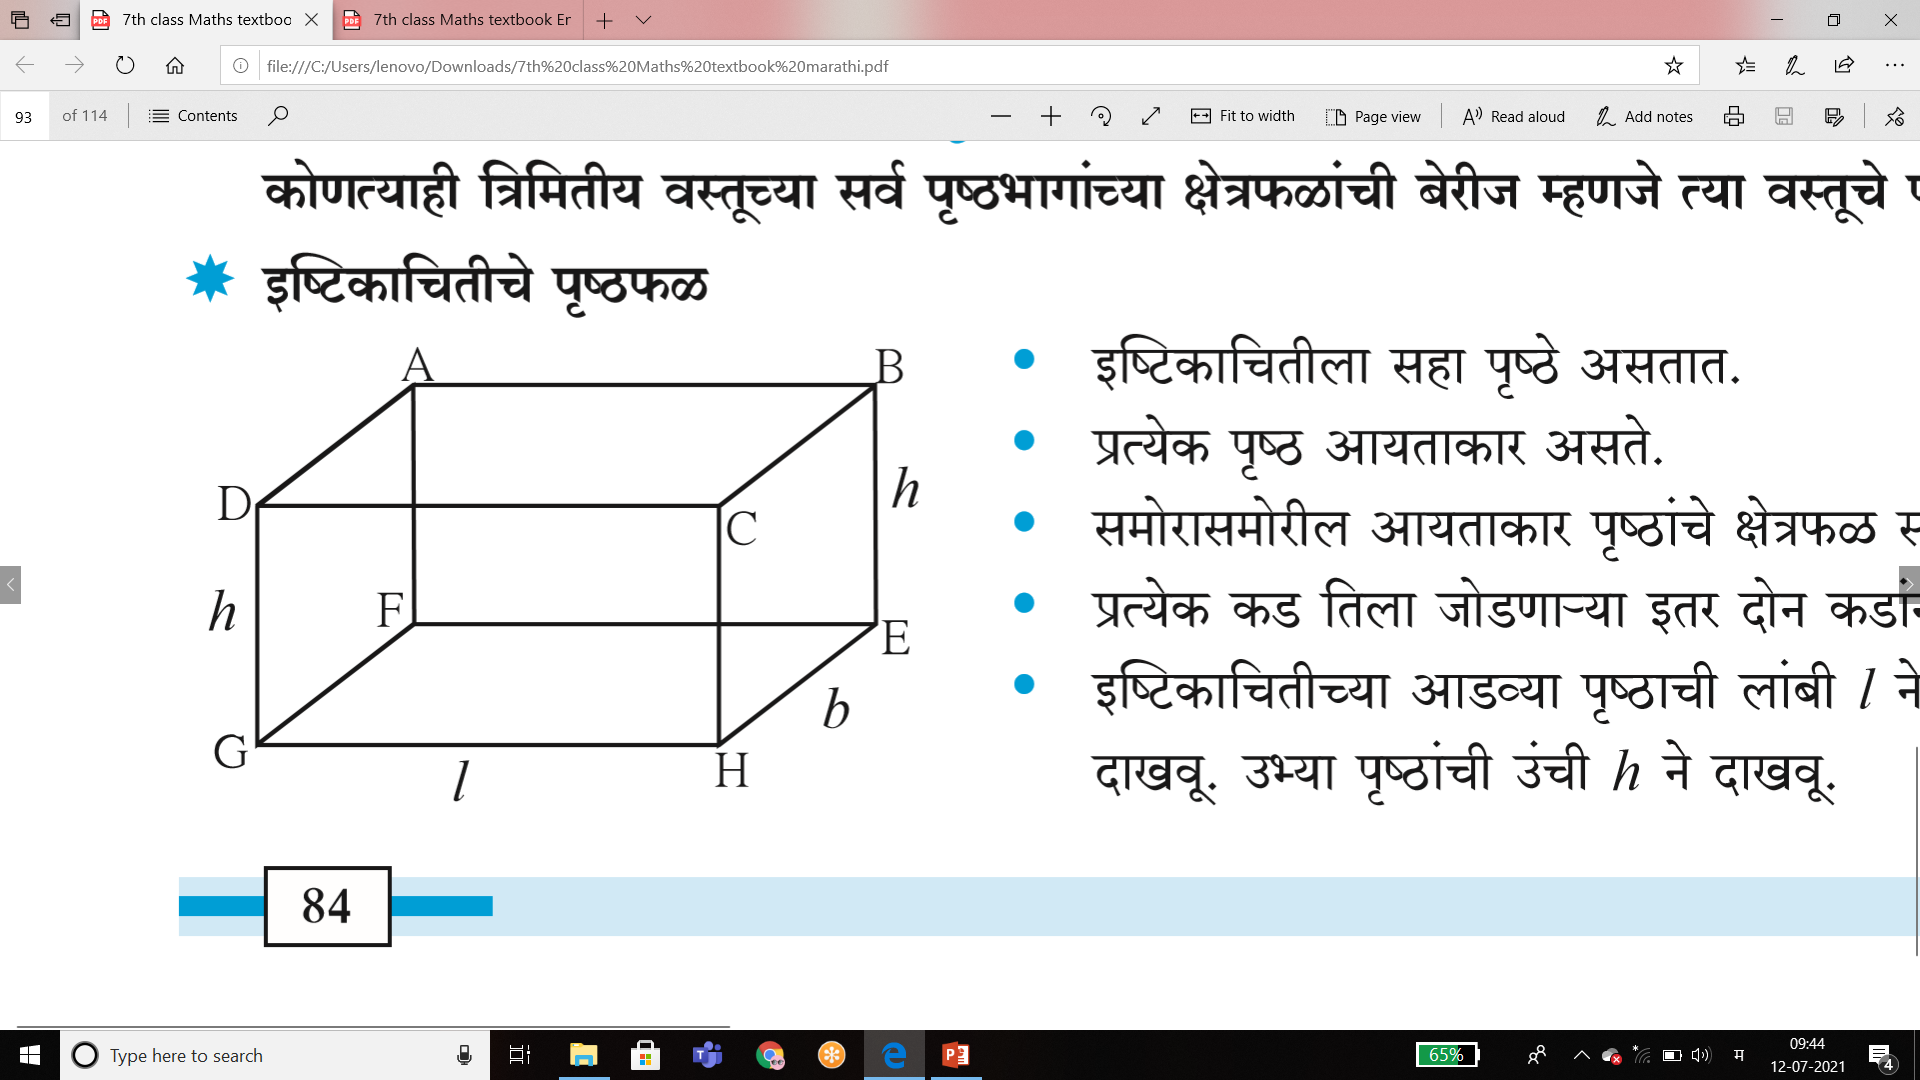 7th class Maths textboo
7th class Maths textbook Er
file:///C:/Users/lenovo/Downloads/7th%20class%20Maths%20textbook%20marathi.pdf
93 of 114 Contents Fit to width Page view Read aloud Add notes
कोणत्याही त्रिमितीय वस्तूच्या सर्व पृष्ठभागांच्या क्षेत्रफळांची बेरीज म्हणजे त्या वस्तूचे
इष्टिकाचितीचे पृष्ठफळ
A
B
D
C
h
h
F
E
b
G
H
l
इष्टिकाचितीला सहा पृष्ठे असतात.
प्रत्येक पृष्ठ आयताकार असते.
समोरासमोरील आयताकार पृष्ठांचे क्षेत्रफळ
प्रत्येक कड तिला जोडणाऱ्या इतर दोन
इष्टिकाचितीच्या आडव्या पृष्ठाची लांबी l ने
दाखवू. उभ्या पृष्ठांची उंची h ने दाखवू.
84
Type here to search
65%
म
09:44
12-07-2021
4